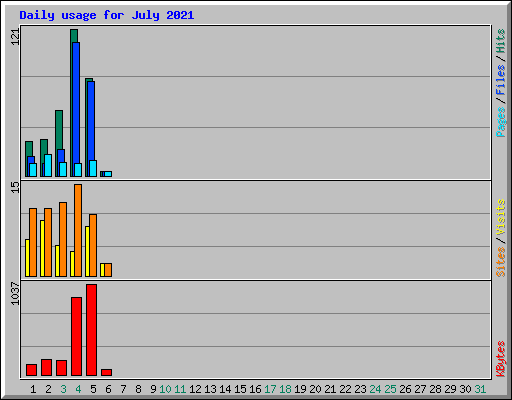 Daily usage for July 2021
121
Pages / Files / Hits
15
Sites / Visits
1037
KBytes
1 2 3 4 5 6 7 8 9 10 11 12 13 14 15 16 17 18 19 20 21 22 23 24 25 26 27 28 29 30 31